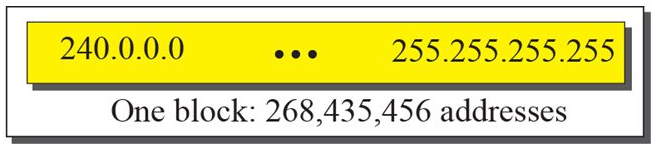 240.0.0.0 ••• 255.255.255.255
One block: 268,435,456 addresses